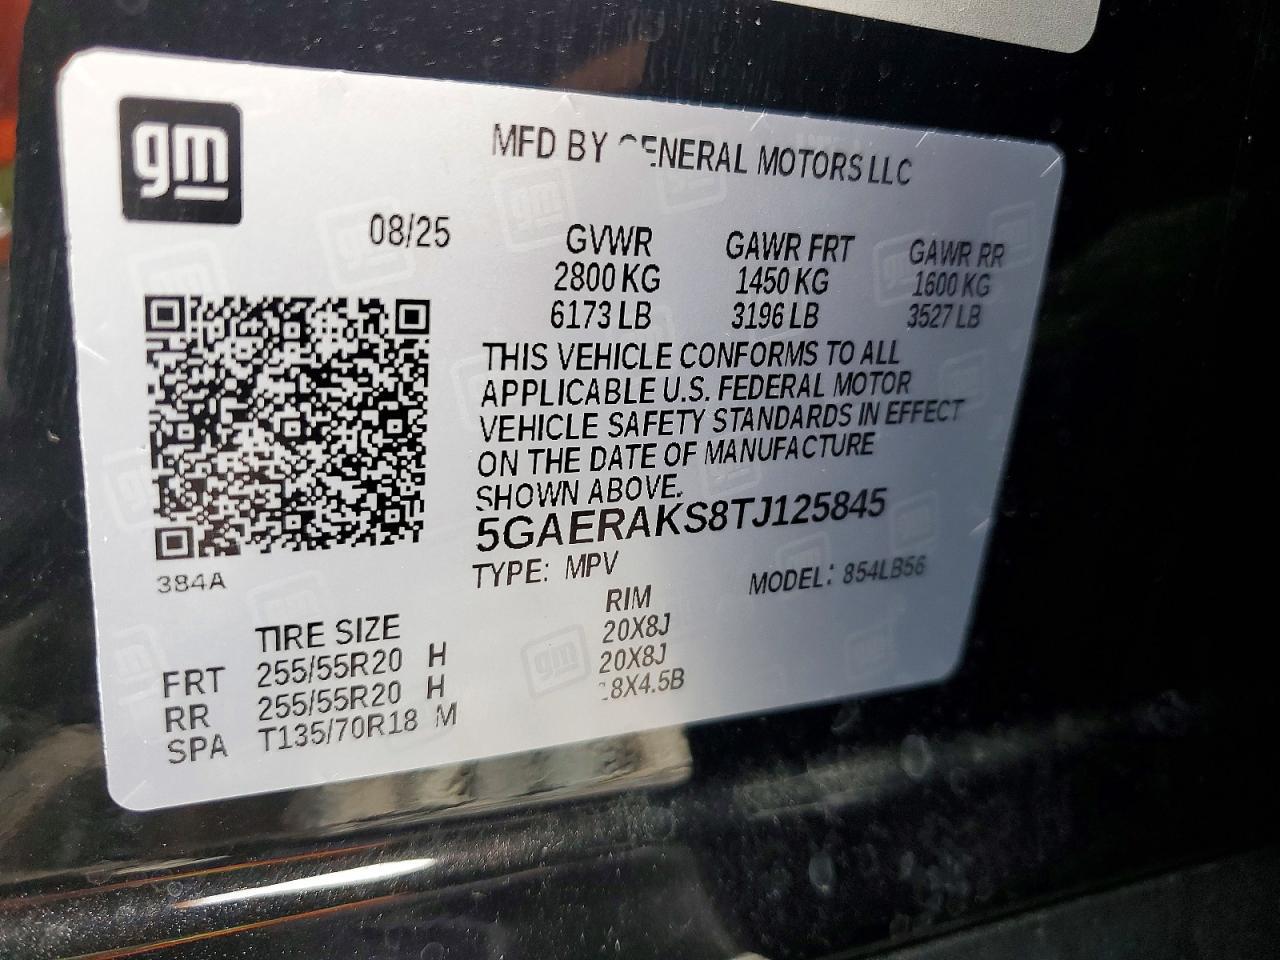 gm
MFD BY GENERAL MOTORS LLC
08/25
GVWR GAWR FRT GAWR RR
2800 KG 1450 KG 1600 KG
6173 LB 3196 LB 3527 LB
THIS VEHICLE CONFORMS TO ALL
APPLICABLE U.S. FEDERAL MOTOR
VEHICLE SAFETY STANDARDS IN EFFECT
ON THE DATE OF MANUFACTURE
SHOWN ABOVE.
5GAERAKS8TJ125845
384A
TYPE: MPV MODEL: 854LB56
TIRE SIZE RIM
FRT 255/55R20 H 20X8J
RR 255/55R20 H 20X8J
SPA T135/70R18 M 18X4.5B